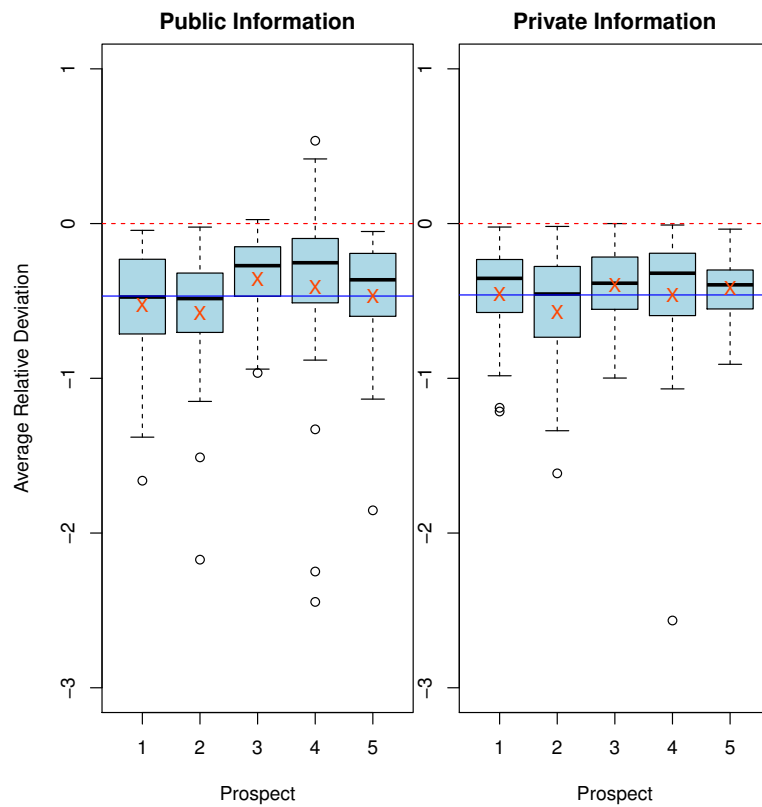 Public Information
Private Information
Average Relative Deviation
1
0
−1
−2
−3
1
0
−1
−2
−3
X
X
X
X
X
X
X
X
X
X
1 2 3 4 5
1 2 3 4 5
Prospect
Prospect